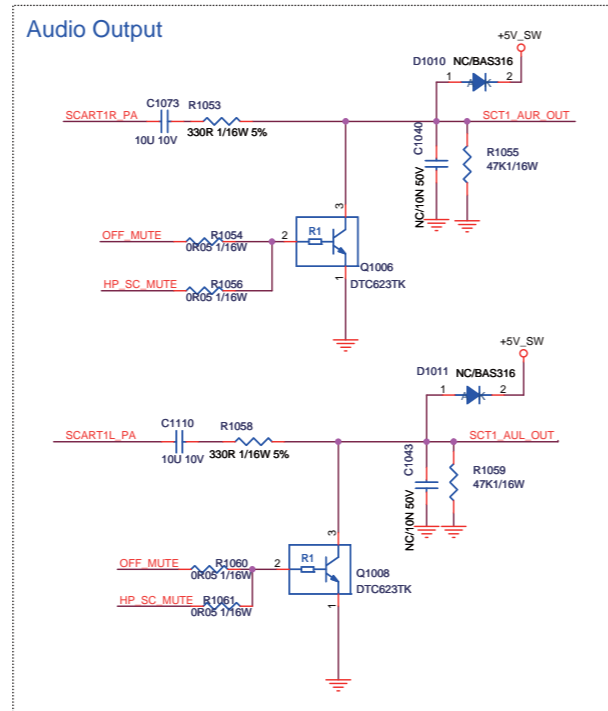 Audio Output
+5V_SW
D1010 NC/BAS316
1 2
C1073 R1053
SCART1R_PA SCT1_AUR_OUT
10U 10V 330R 1/16W 5%
C1040
NC/10N 50V
R1055
47K1/16W
3
OFF_MUTE R1054 2 R1
0R05 1/16W
Q1006
HP_SC_MUTE R1056 1 DTC623TK
0R05 1/16W
+5V_SW
D1011 NC/BAS316
1 2
C1110 R1058
SCART1L_PA SCT1_AUL_OUT
10U 10V 330R 1/16W 5%
C1043
NC/10N 50V
R1059
47K1/16W
3
OFF_MUTE R1060 2 R1
0R05 1/16W Q1008
HP_SC_MUTE R1061 1 DTC623TK
0R05 1/16W